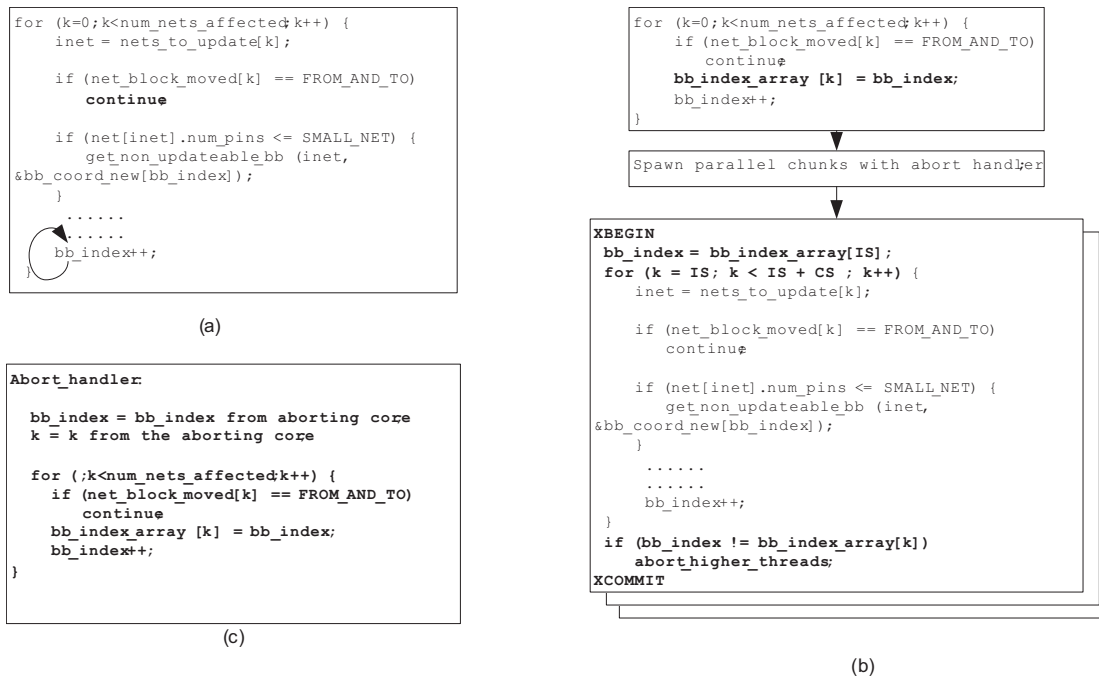 for (k=0;k<num_nets_affected;k++) {
inet = nets_to_update[k];
if (net_block_moved[k] == FROM_AND_TO)
continue;
if (net[inet].num_pins <= SMALL_NET) {
get_non_updateable_bb (inet,
&bb_coord_new[bb_index]);
}
......
......
bb_index++;
}
(a)
Abort_handler:
bb_index = bb_index from aborting core;
k = k from the aborting core;
for (;k<num_nets_affected;k++) {
if (net_block_moved[k] == FROM_AND_TO)
continue;
bb_index_array [k] = bb_index;
bb_index++;
}
(c)
for (k=0;k<num_nets_affected;k++) {
if (net_block_moved[k] == FROM_AND_TO)
continue;
bb_index_array [k] = bb_index;
bb_index++;
}
Spawn parallel chunks with abort handler;
XBEGIN
bb_index = bb_index_array[IS];
for (k = IS; k < IS + CS ; k++) {
inet = nets_to_update[k];
if (net_block_moved[k] == FROM_AND_TO)
continue;
if (net[inet].num_pins <= SMALL_NET) {
get_non_updateable_bb (inet,
&bb_coord_new[bb_index]);
}
......
......
bb_index++;
}
if (bb_index != bb_index_array[k])
abort_higher_threads;
XCOMMIT
(b)